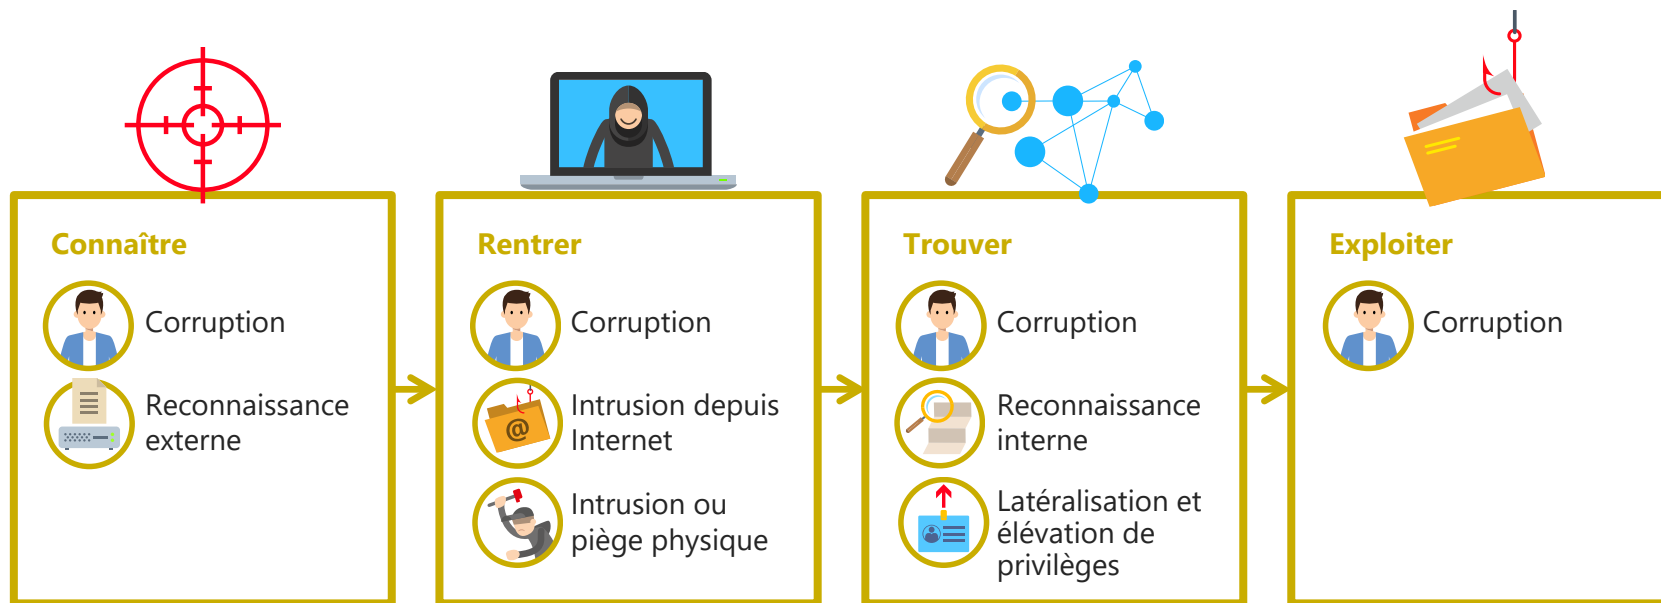 Connaître
Corruption
Reconnaissance
externe
Rentrer
Corruption
Intrusion depuis
Internet
@
Intrusion ou
piège physique
Trouver
Corruption
Reconnaissance
interne
Latéralisation et
élévation de
privilèges
Exploiter
Corruption